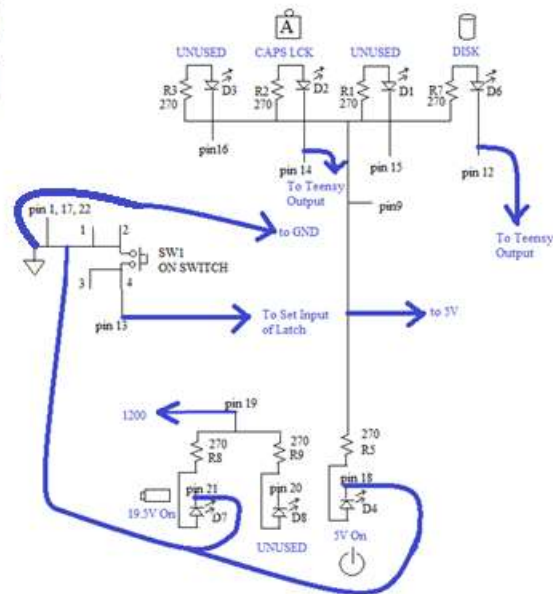 A
UNUSED
CAPS LCK
UNUSED
DISK
R3
270
D3
R2
270
D2
R1
270
D1
R7
270
D6
pin16
pin 14
pin 15
pin 12
To Teensy
Output
pin9
To Teensy
Output
pin 1, 17, 22
1
2
to GND
SW1
ON SWITCH
3
4
pin 13
To Set Input
of Latch
to 5V
1200
pin 19
270
R8
270
R9
270
R5
pin 21
pin 20
pin 18
19.5V On
D7
D8
D4
UNUSED
5V On